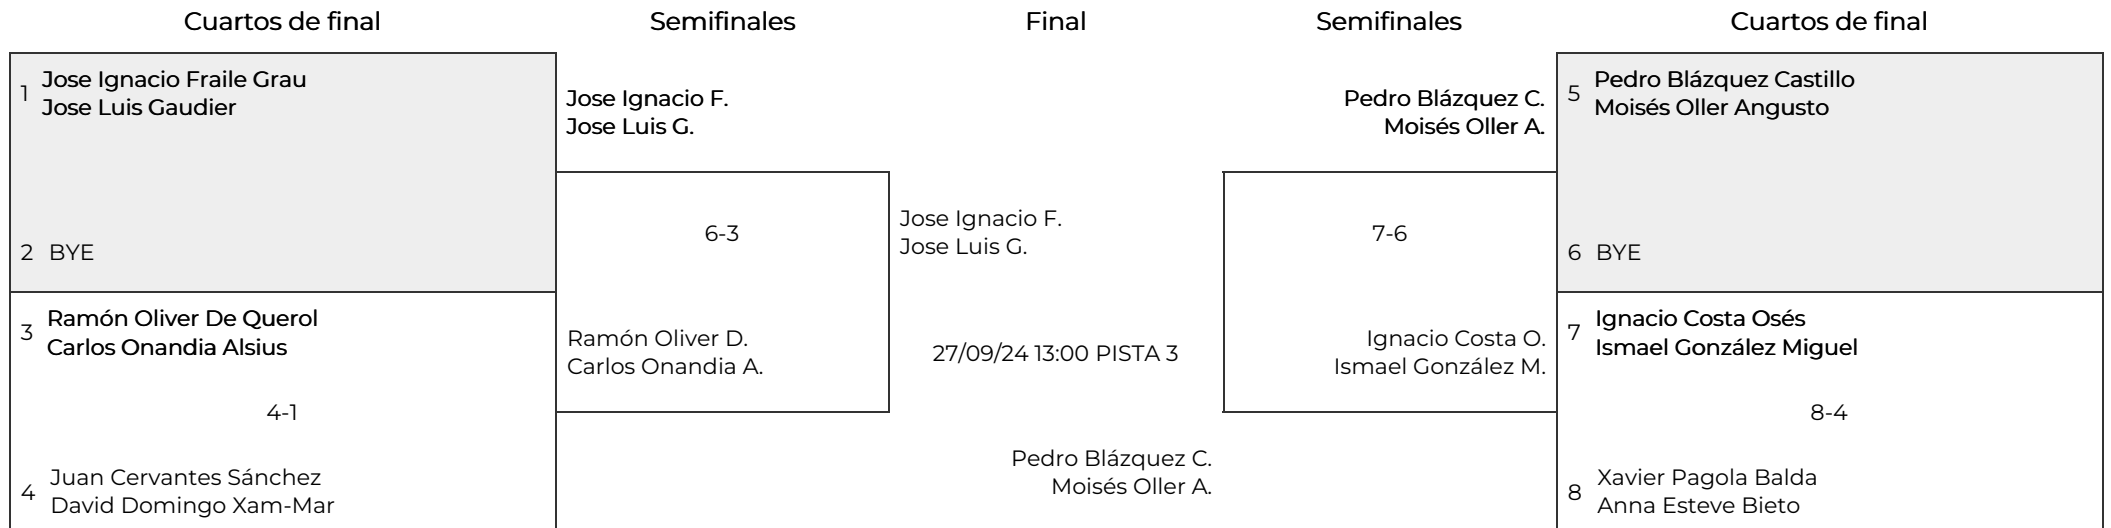 Cuartos de final
Semifinales
Final
Semifinales
Cuartos de final
1
Jose Ignacio Fraile Grau
Jose Luis Gaudier
2 BYE
3
Ramón Oliver De Querol
Carlos Onandia Alsius
4-1
4
Juan Cervantes Sánchez
David Domingo Xam-Mar
Jose Ignacio F.
Jose Luis G.
6-3
Ramón Oliver D.
Carlos Onandia A.
Jose Ignacio F.
Jose Luis G.
27/09/24 13:00 PISTA 3
Pedro Blázquez C.
Moisés Oller A.
Pedro Blázquez C.
Moisés Oller A.
7-6
Ignacio Costa O.
Ismael González M.
5
Pedro Blázquez Castillo
Moisés Oller Angusto
6 BYE
7
Ignacio Costa Osés
Ismael González Miguel
8-4
8
Xavier Pagola Balda
Anna Esteve Bieto